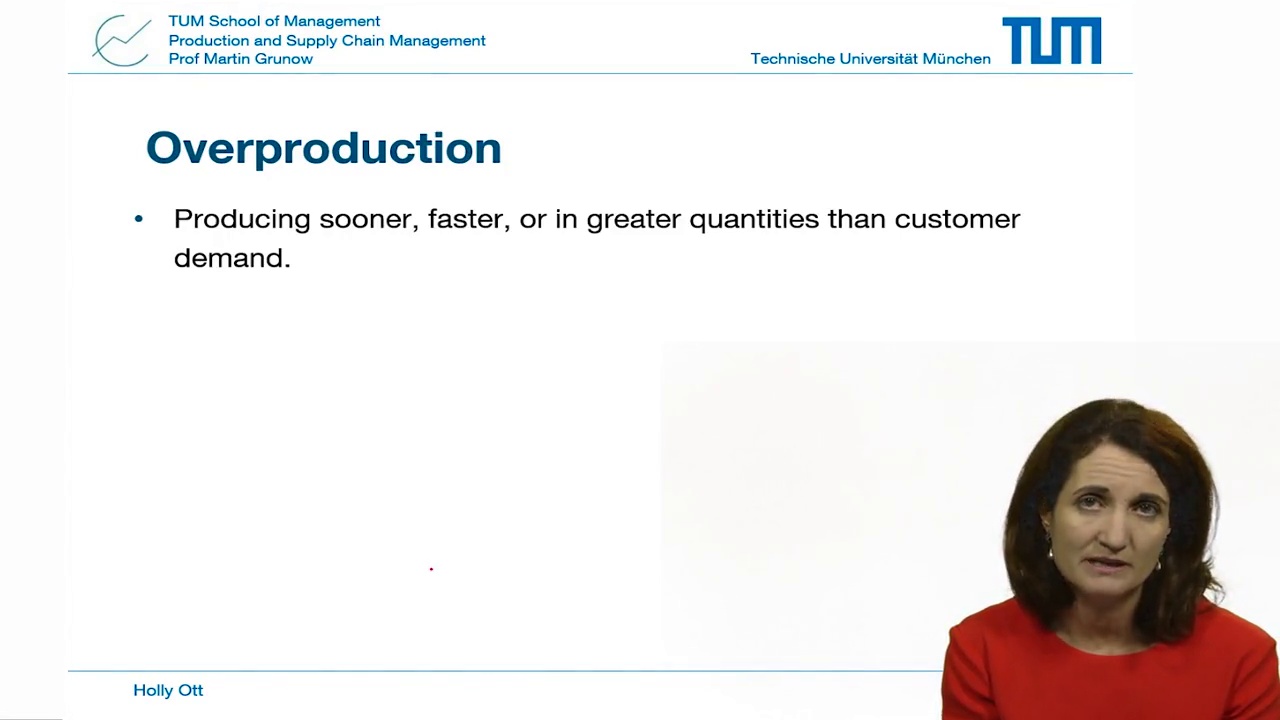 TUM School of Management
Production and Supply Chain Management
Prof Martin Grunow
Technische Universität München
TUM
Overproduction
• Producing sooner, faster, or in greater quantities than customer
demand.
Holly Ott